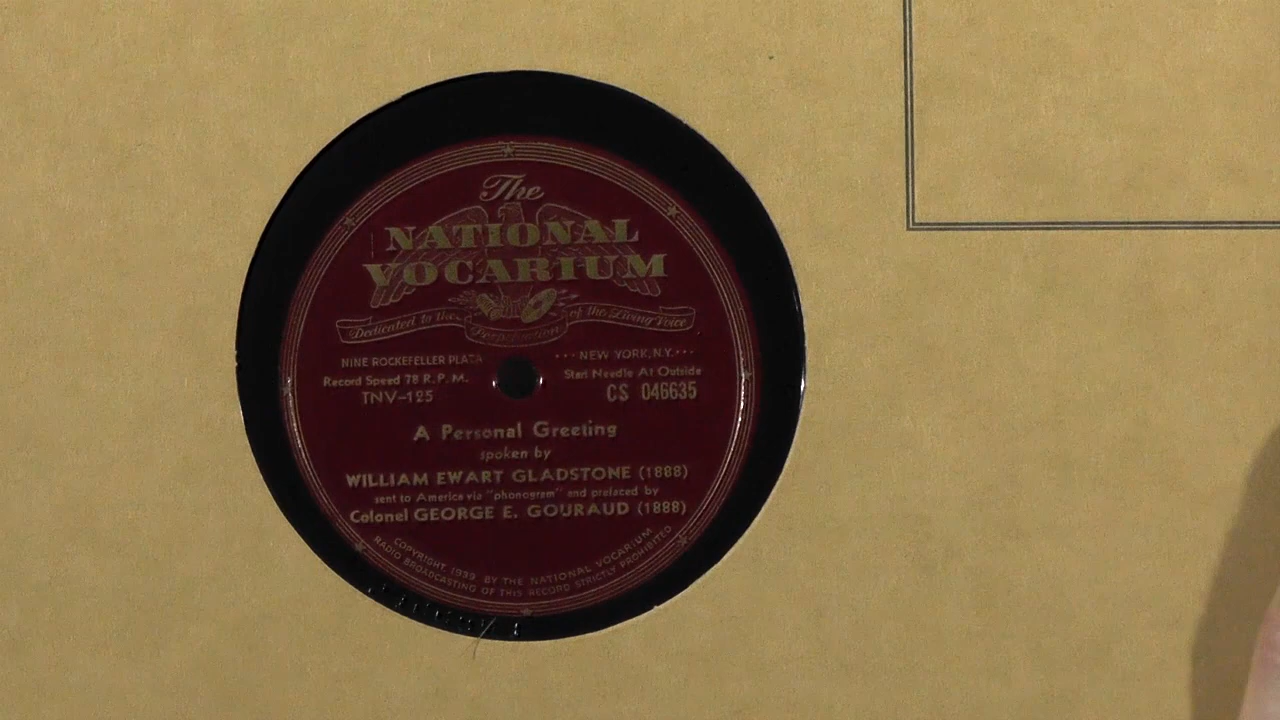 The
NATIONAL
VOCARIUM
Dedicated to the Perpetuation of the Living Voice
NINE ROCKEFELLER PLAZA ••• NEW YORK, N.Y. •••
Record Speed 78 R.P.M. Start Needle At Outside
TNV-125 CS 046635
A Personal Greeting
spoken by
WILLIAM EWART GLADSTONE (1888)
sent to America via "phonogram" and prefaced by
Colonel GEORGE E. GOURAUD (1888)
COPYRIGHT, 1939, BY THE NATIONAL VOCARIUM
RADIO BROADCASTING OF THIS RECORD STRICTLY PROHIBITED